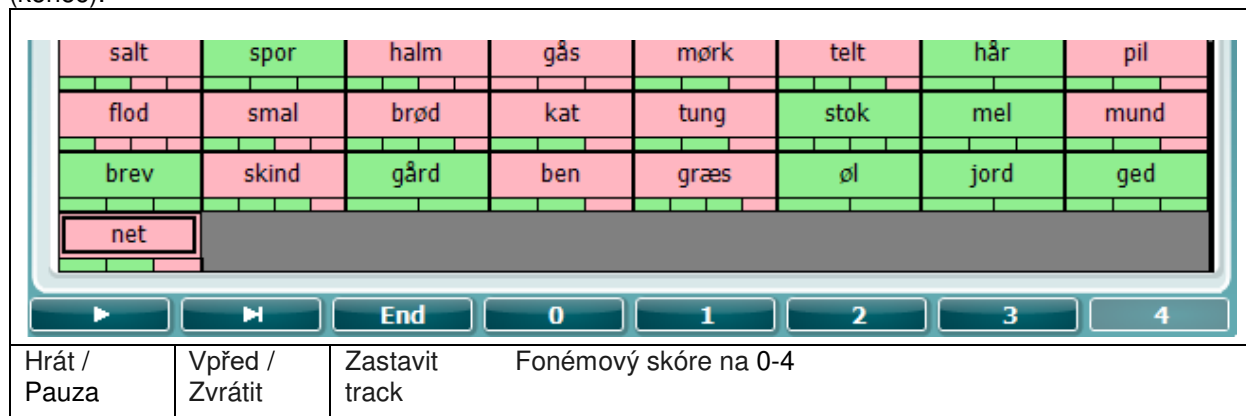 (konec).
salt spor halm gås mørk telt hår pil
flod smal brød kat tung stok mel mund
brev skind gård ben græs øl jord ged
net
End 0 1 2 3 4
Hrát / Vpřed / Zastavit Fonémový skóre na 0-4
Pauza Zvrátit track